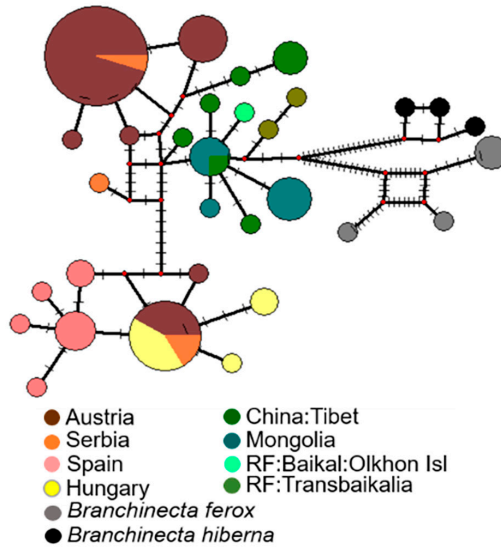 Austria
Serbia
Spain
Hungary
Branchinecta ferox
Branchinecta hiberna
China:Tibet
Mongolia
RF:Baikal:Olkhon Isl
RF:Transbaikalia